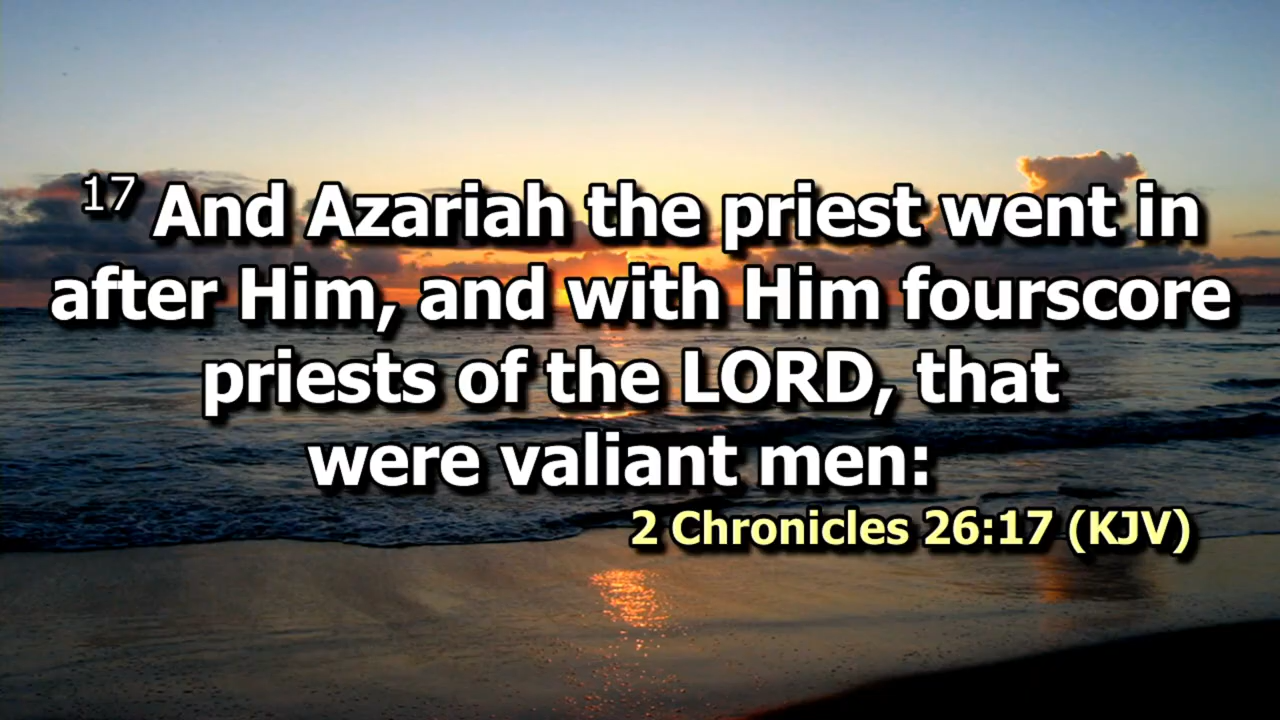 17 And Azariah the priest went in
after Him, and with Him fourscore
priests of the LORD, that
were valiant men:
2 Chronicles 26:17 (KJV)